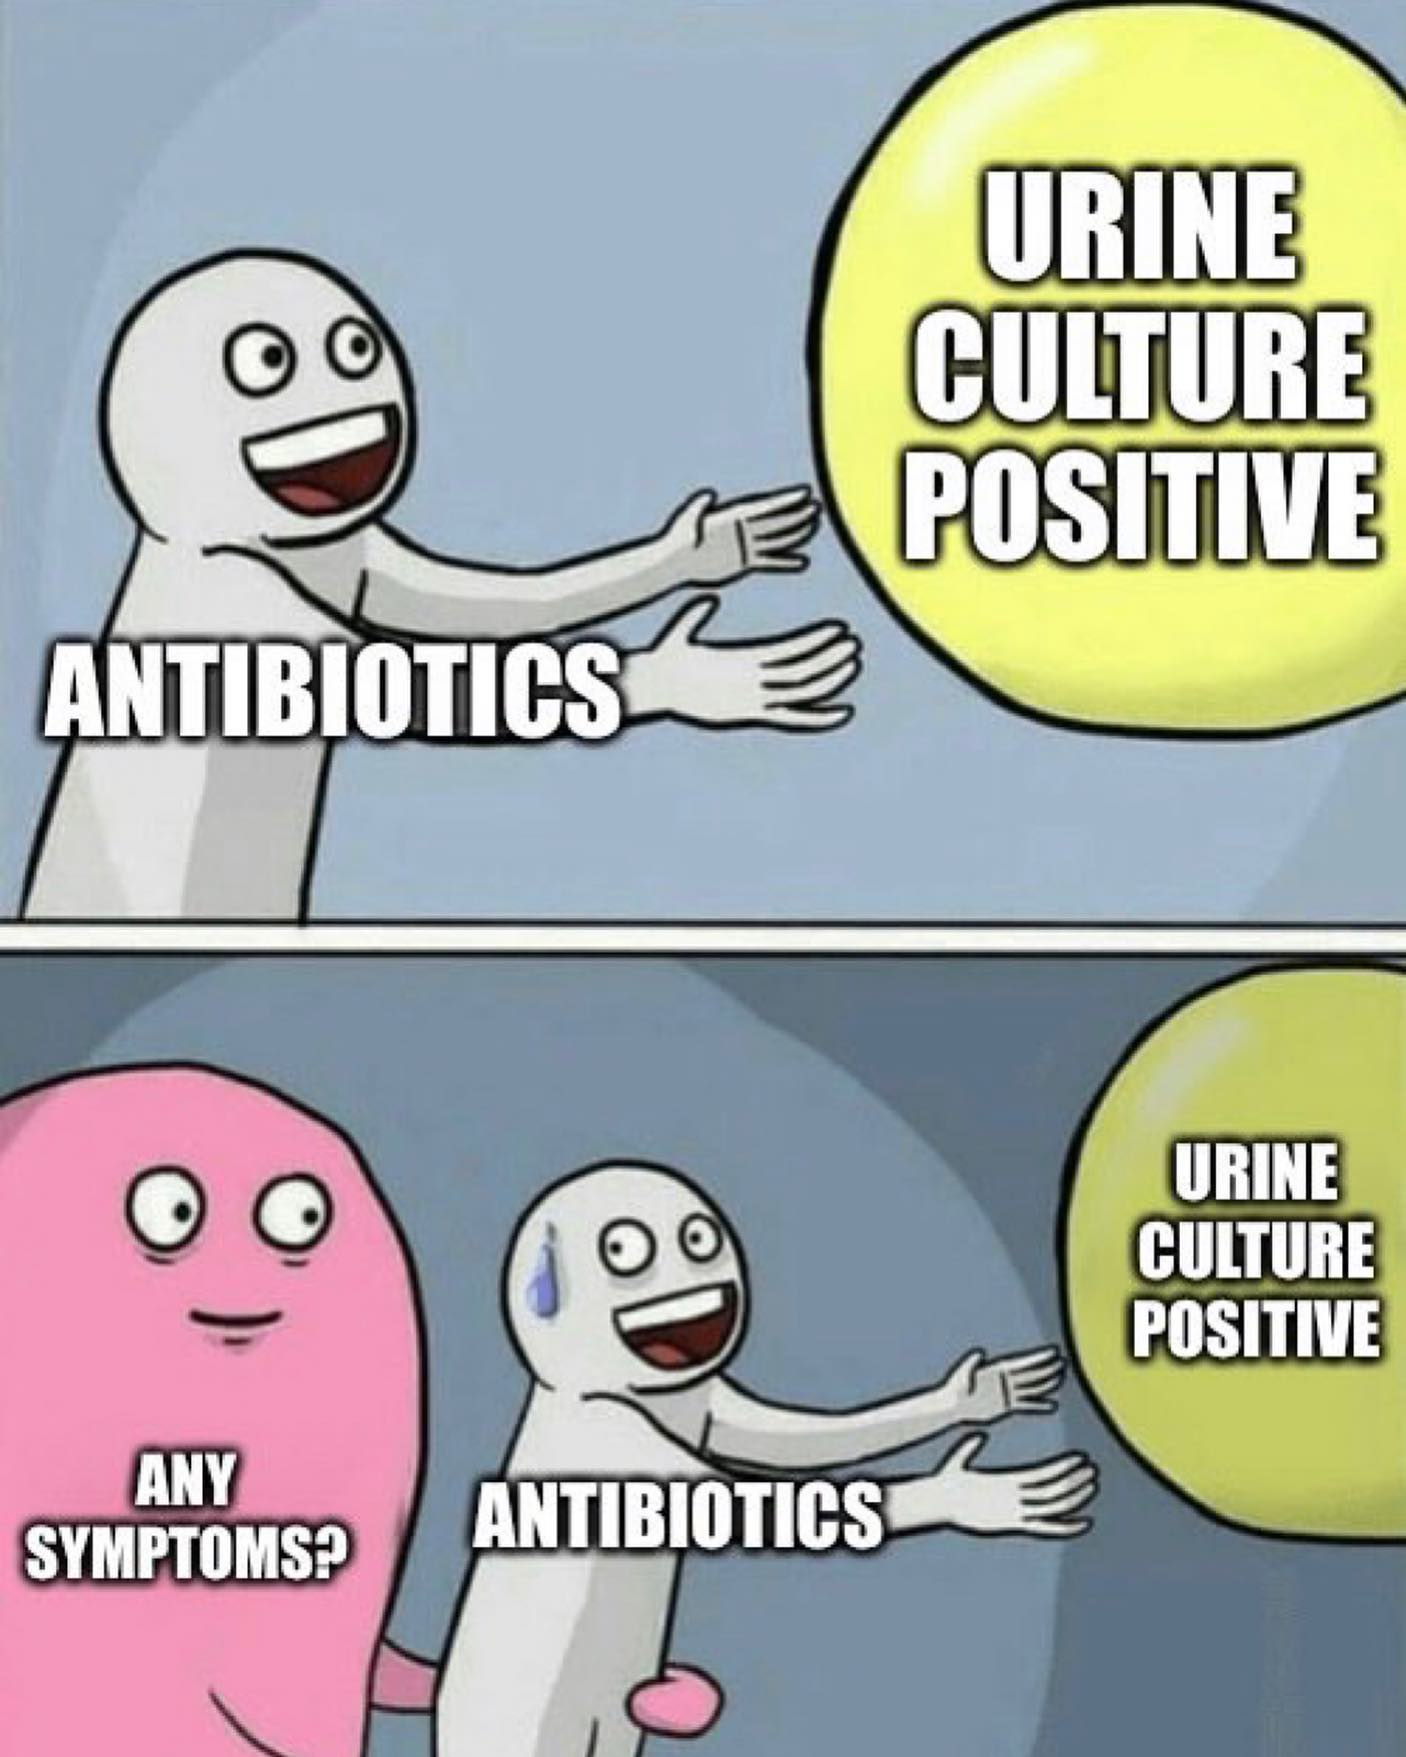 URINE
CULTURE
POSITIVE
ANTIBIOTICS
URINE
CULTURE
POSITIVE
ANY
SYMPTOMS?
ANTIBIOTICS